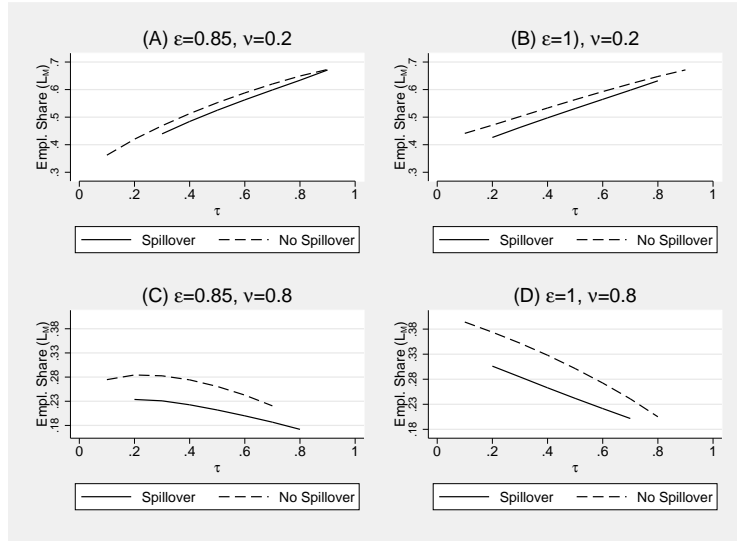 (A) ε=0.85, ν=0.2
Empl. Share (L_M)
.3 .4 .5 .6 .7
0 .2 .4 .6 .8 1
τ
Spillover No Spillover
(B) ε=1), ν=0.2
Empl. Share (L_M)
.3 .4 .5 .6 .7
0 .2 .4 .6 .8 1
τ
Spillover No Spillover
(C) ε=0.85, ν=0.8
Empl. Share (L_M)
.18 .23 .28 .33 .38
0 .2 .4 .6 .8 1
τ
Spillover No Spillover
(D) ε=1, ν=0.8
Empl. Share (L_M)
.18 .23 .28 .33 .38
0 .2 .4 .6 .8 1
τ
Spillover No Spillover